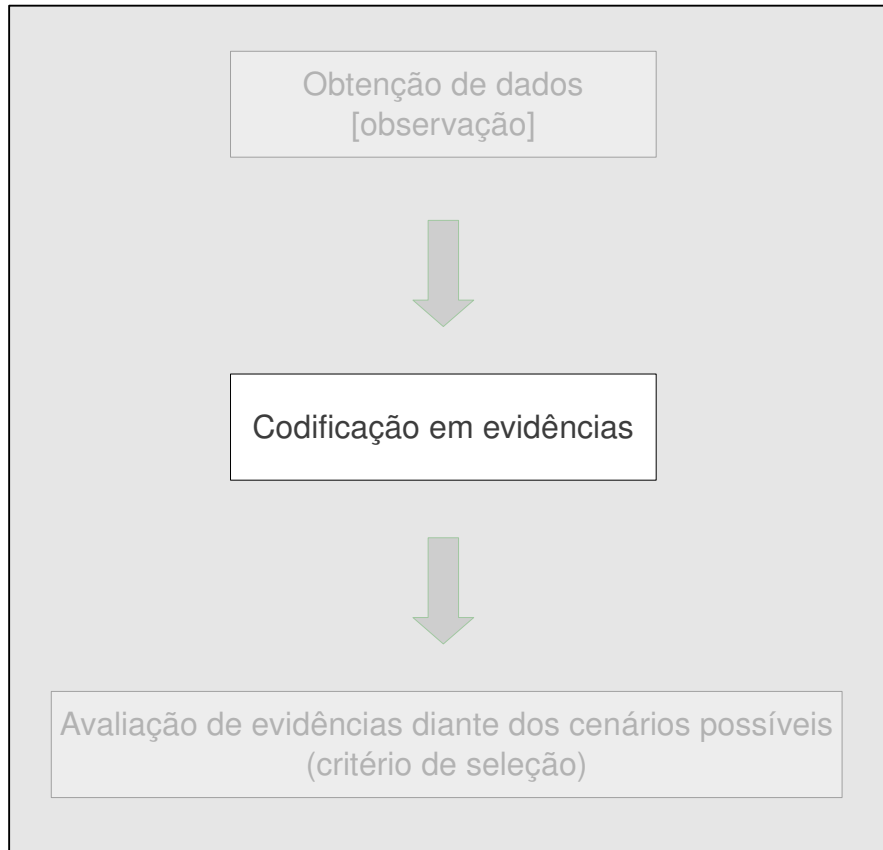 Obtenção de dados
[observação]
Codificação em evidências
Avaliação de evidências diante dos cenários possíveis
(critério de seleção)